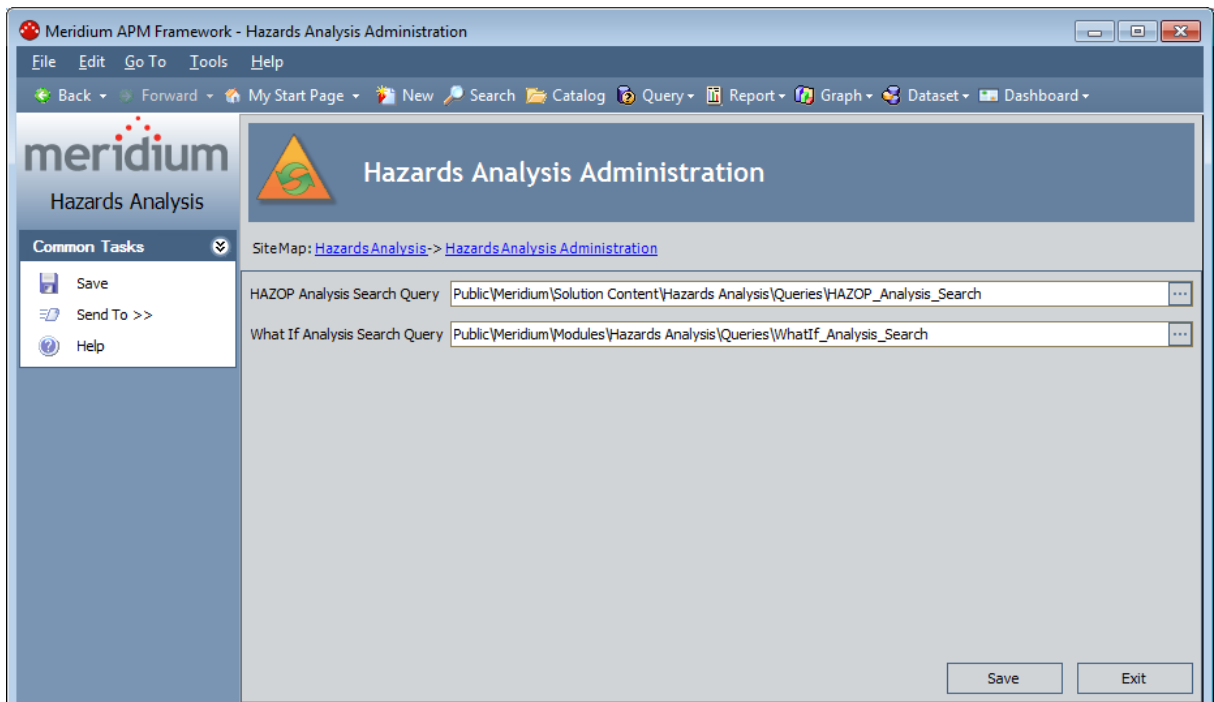 Meridium APM Framework - Hazards Analysis Administration
File Edit Go To Tools Help
Back Forward My Start Page New Search Catalog Query Report Graph Dataset Dashboard
meridium
Hazards Analysis
Hazards Analysis Administration
Common Tasks
Save
Send To >>
Help
Site Map: Hazards Analysis-> Hazards Analysis Administration
HAZOP Analysis Search Query Public\Meridium\Solution Content\Hazards Analysis\Queries\HAZOP_Analysis_Search ...
What If Analysis Search Query Public\Meridium\Modules\Hazards Analysis\Queries\WhatIf_Analysis_Search ...
Save Exit